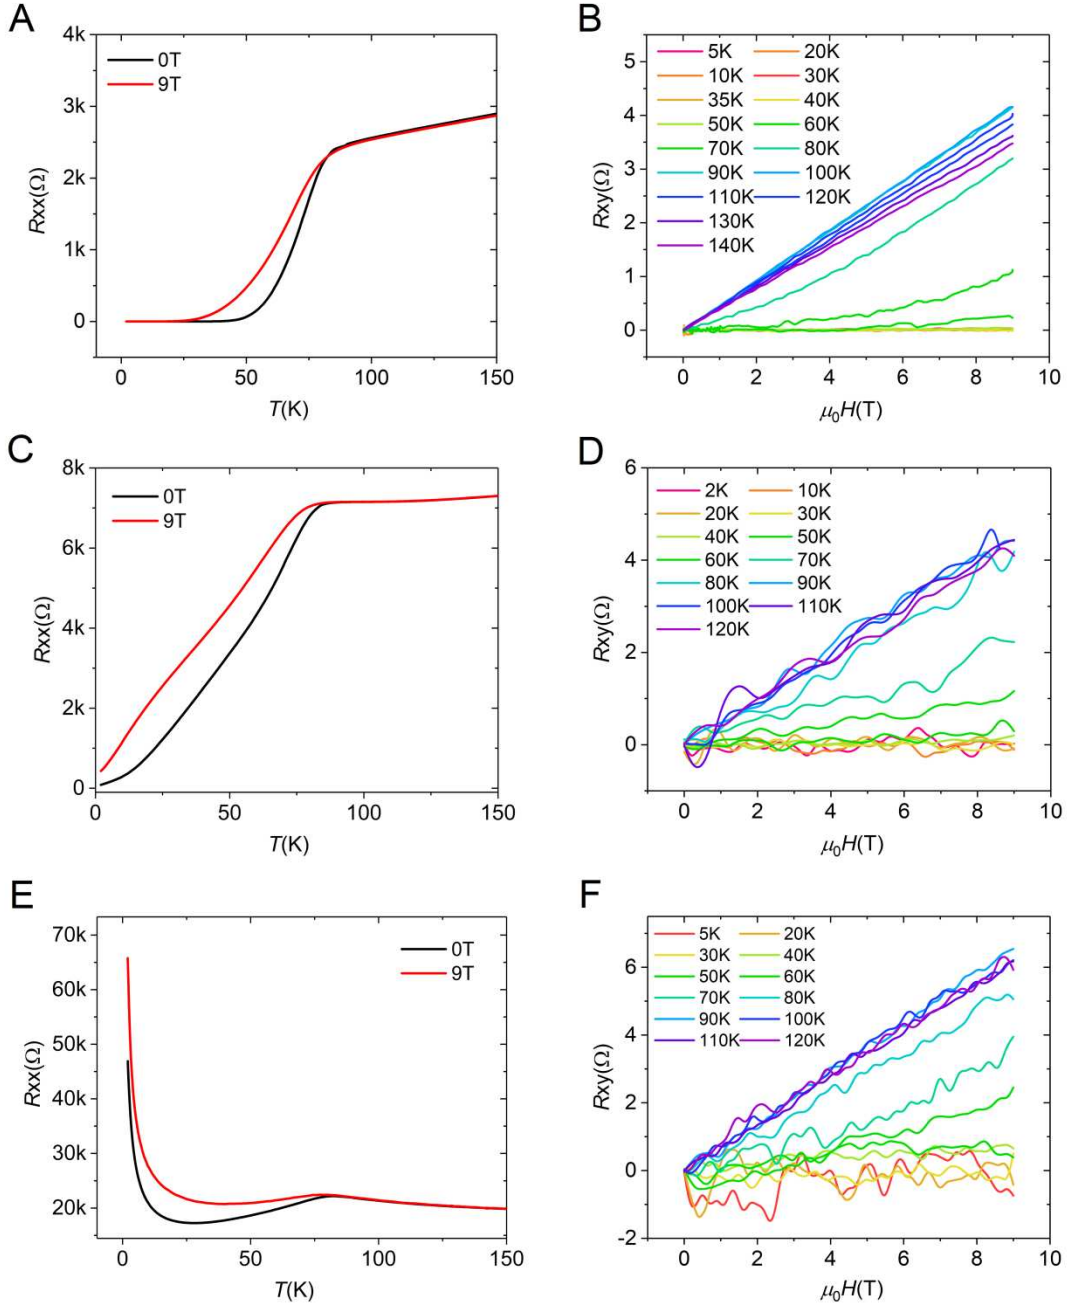 A
4k
3k
2k
1k
0
Rxx(Ω)
0T
9T
0 50 100 150
T(K)
B
5
4
3
2
1
0
Rxy(Ω)
5K 20K
10K 30K
35K 40K
50K 60K
70K 80K
90K 100K
110K 120K
130K
140K
0 2 4 6 8 10
μ0H(T)
C
8k
6k
4k
2k
0
Rxx(Ω)
0T
9T
0 50 100 150
T(K)
D
6
4
2
0
Rxy(Ω)
2K 10K
20K 30K
40K 50K
60K 70K
80K 90K
100K 110K
120K
0 2 4 6 8 10
μ0H(T)
E
70k
60k
50k
40k
30k
20k
Rxx(Ω)
0T
9T
0 50 100 150
T(K)
F
6
4
2
0
-2
Rxy(Ω)
5K 20K
30K 40K
50K 60K
70K 80K
90K 100K
110K 120K
0 2 4 6 8 10
μ0H(T)